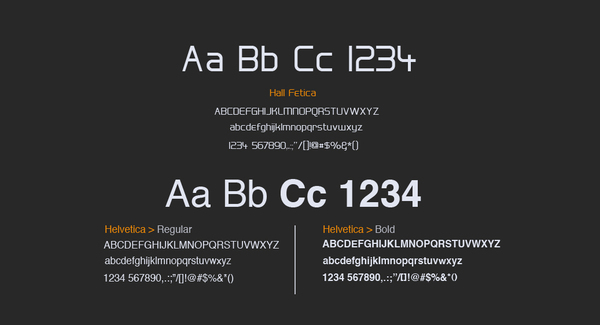 Aa Bb Cc 1234
Hall Fetica
ABCDEFGHIJKLMNOPQRSTUVWXYZ
abcdefghijklmnopqrstuvwxyz
1234 567890,.:;"/[]!@#$%&*()
Aa Bb Cc 1234
Helvetica > Regular
ABCDEFGHIJKLMNOPQRSTUVWXYZ
abcdefghijklmnopqrstuvwxyz
1234 567890,.:;"/[]!@#$%&*()
Helvetica > Bold
ABCDEFGHIJKLMNOPQRSTUVWXYZ
abcdefghijklmnopqrstuvwxyz
1234 567890,.:;"/[]!@#$%&*()